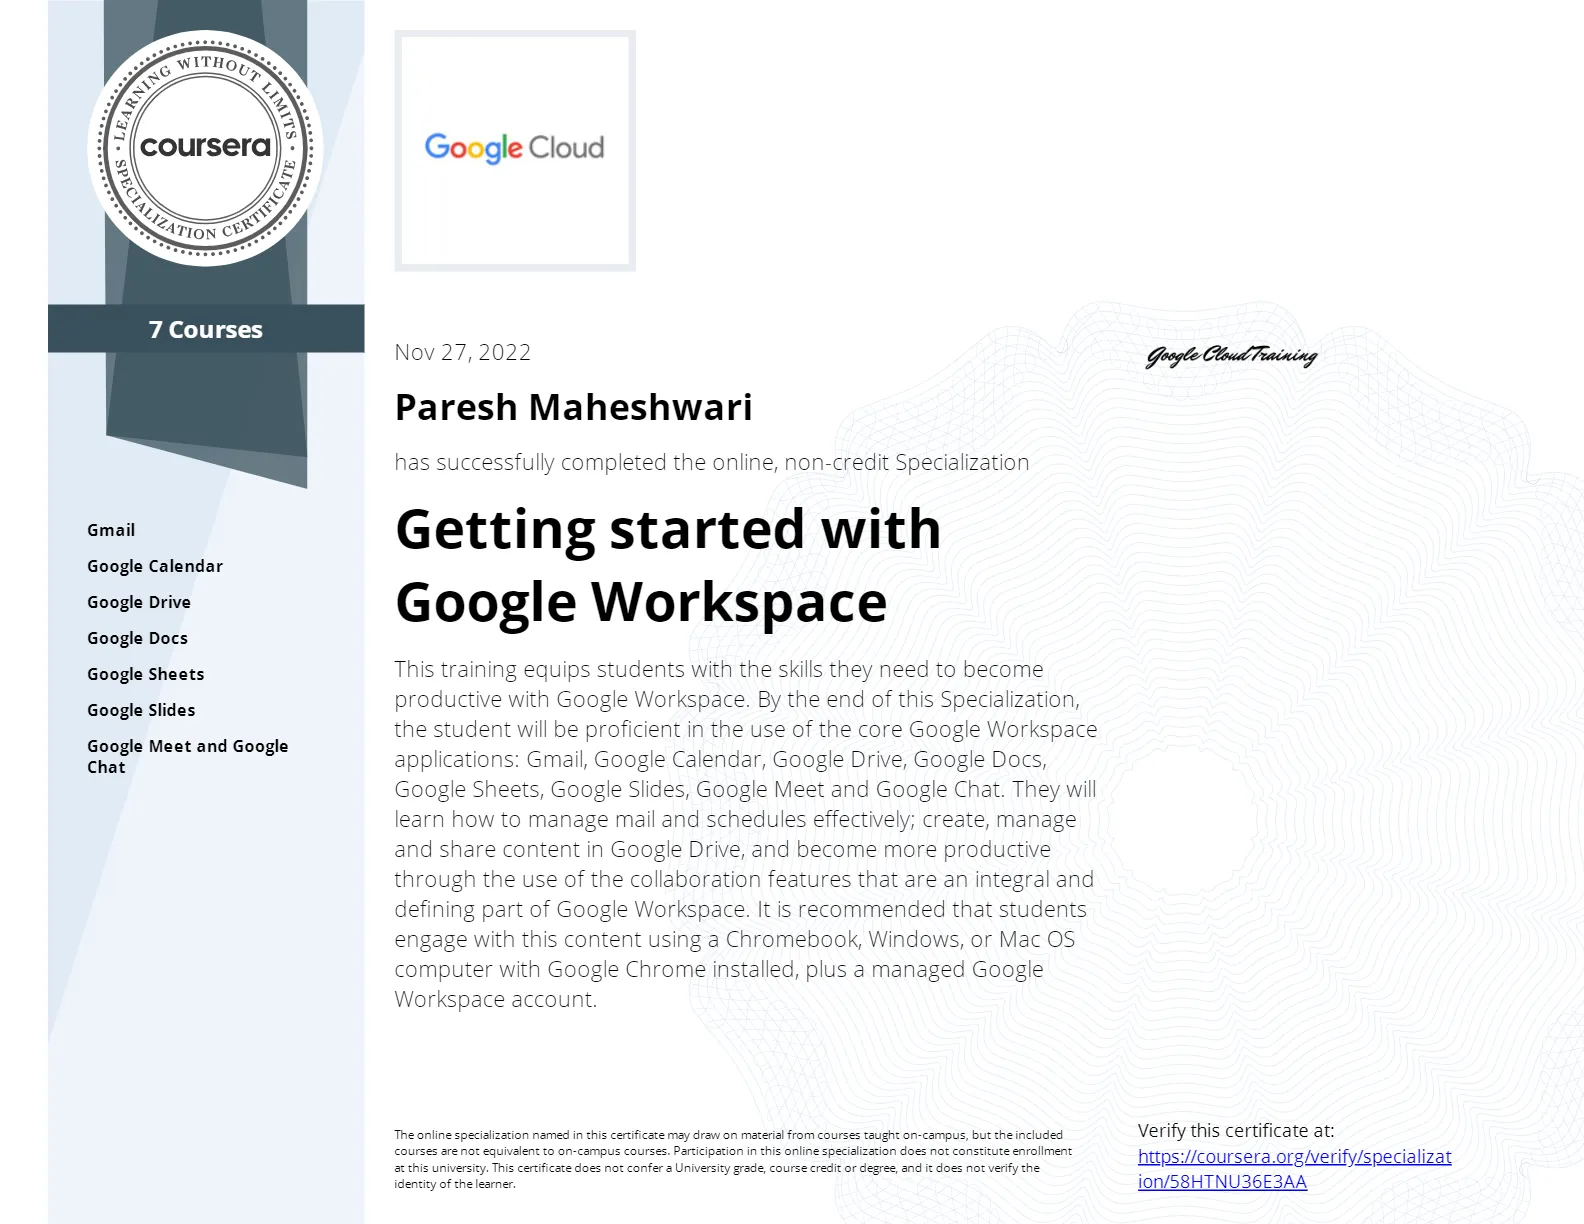 LEARNING WITHOUT LIMITS
coursera
SPECIALIZATION CERTIFICATE
7 Courses
Gmail
Google Calendar
Google Drive
Google Docs
Google Sheets
Google Slides
Google Meet and Google
Chat
Google Cloud
Nov 27, 2022
Paresh Maheshwari
has successfully completed the online, non-credit Specialization
Getting started with
Google Workspace
This training equips students with the skills they need to become
productive with Google Workspace. By the end of this Specialization,
the student will be proficient in the use of the core Google Workspace
applications: Gmail, Google Calendar, Google Drive, Google Docs,
Google Sheets, Google Slides, Google Meet and Google Chat. They will
learn how to manage mail and schedules effectively; create, manage
and share content in Google Drive, and become more productive
through the use of the collaboration features that are an integral and
defining part of Google Workspace. It is recommended that students
engage with this content using a Chromebook, Windows, or Mac OS
computer with Google Chrome installed, plus a managed Google
Workspace account.
Google Cloud Training
The online specialization named in this certificate may draw on material from courses taught on-campus, but the included
courses are not equivalent to on-campus courses. Participation in this online specialization does not constitute enrollment
at this university. This certificate does not confer a University grade, course credit or degree, and it does not verify the
identity of the learner.
Verify this certificate at:
https://coursera.org/verify/specializat
ion/58HTNU36E3AA